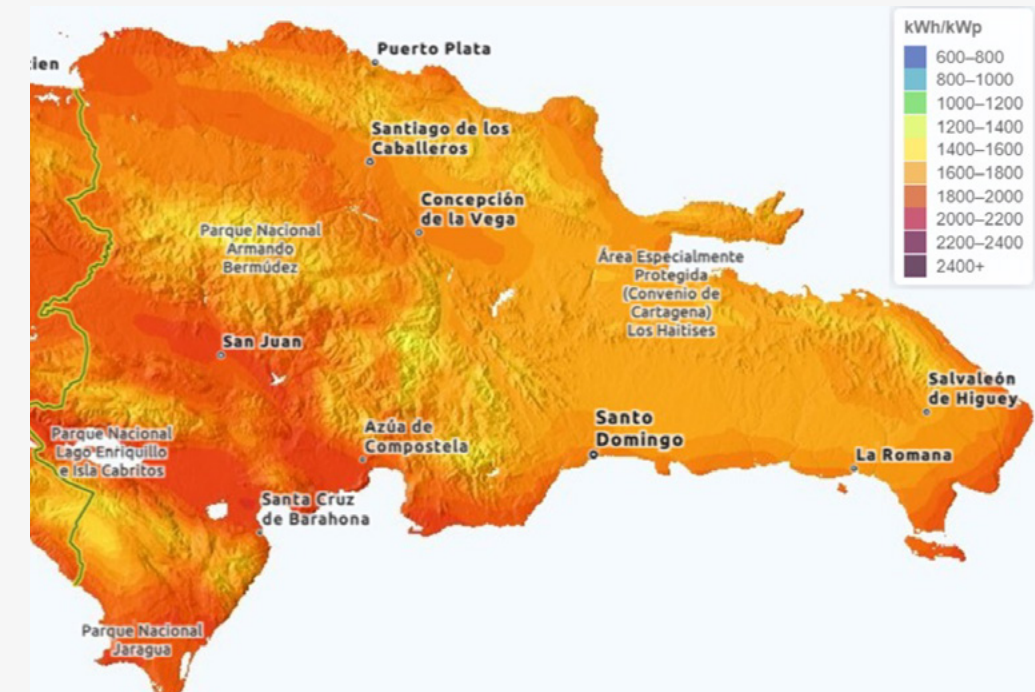 kWh/kWp
600–800
800–1000
1000–1200
1200–1400
1400–1600
1600–1800
1800–2000
2000–2200
2200–2400
2400+
ien
Puerto Plata
Santiago de los
Caballeros
Concepción
de la Vega
Parque Nacional
Armando
Bermúdez
Área Especialmente
Protegida
(Convenio de
Cartagena)
Los Haitises
San Juan
Salvaleón
de Higuey
Azúa de
Compostela
Santo
Domingo
Parque Nacional
Lago Enriquillo
e Isla Cabritos
La Romana
Santa Cruz
de Barahona
Parque Nacional
Jaragua